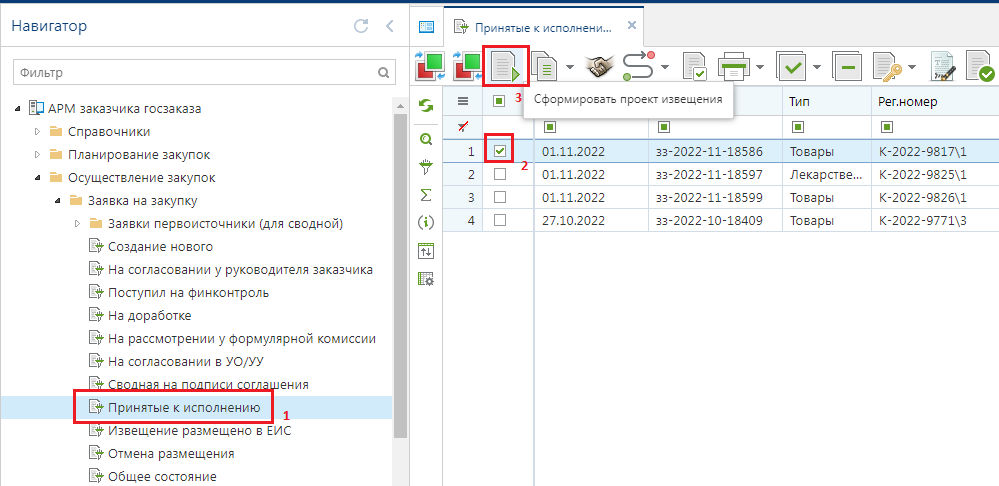 Навигатор
Принятые к исполнени...
Фильтр
3
Сформировать проект извещения
АРМ заказчика госзаказа
Справочники
Планирование закупок
Осуществление закупок
Заявка на закупку
Заявки первоисточники (для сводной)
Создание нового
На согласовании у руководителя заказчика
Поступил на финконтроль
На доработке
На рассмотрении у формулярной комиссии
На согласовании в УО/УУ
Сводная на подписи соглашения
Принятые к исполнению 1
Извещение размещено в ЕИС
Отмена размещения
Общее состояние
Тип Рег.номер
1 01.11.2022 зз-2022-11-18586 Товары К-2022-9817\1
2
2 01.11.2022 зз-2022-11-18597 Лекарстве... К-2022-9825\1
3 01.11.2022 зз-2022-11-18599 Товары К-2022-9826\1
4 27.10.2022 зз-2022-10-18409 Товары К-2022-9771\3